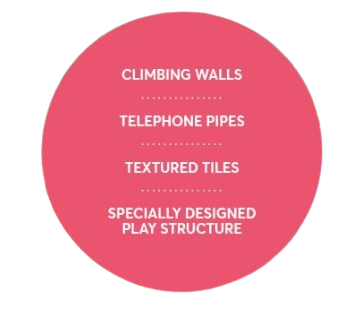 CLIMBING WALLS
TELEPHONE PIPES
TEXTURED TILES
SPECIALLY DESIGNED
PLAY STRUCTURE